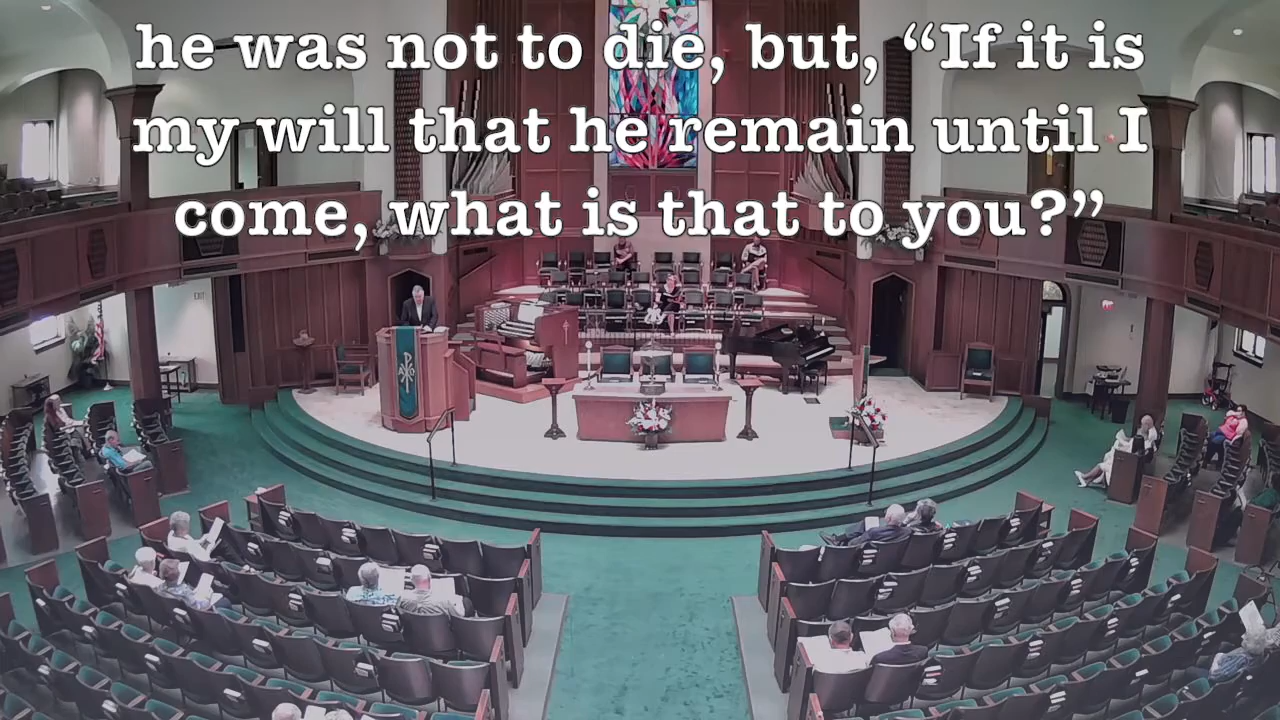 he was not to die, but, “If it is
my will that he remain until I
come, what is that to you?”
EXIT